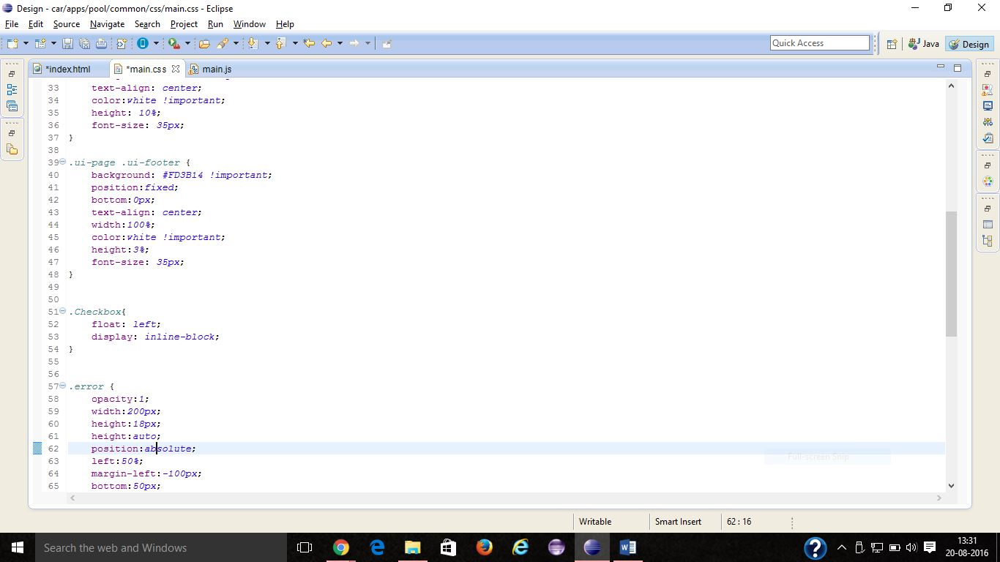 Design - car/apps/pool/common/css/main.css - Eclipse
File Edit Source Navigate Search Project Run Window Help
Quick Access
Java
Design
*index.html
*main.css
main.js
33 text-align: center;
34 color:white !important;
35 height: 10%;
36 font-size: 35px;
37 }
38
39 .ui-page .ui-footer {
40 background: #FD3B14 !important;
41 position:fixed;
42 bottom:0px;
43 text-align: center;
44 width:100%;
45 color:white !important;
46 height:3%;
47 font-size: 35px;
48 }
49
50
51 .Checkbox{
52 float: left;
53 display: inline-block;
54 }
55
56
57 .error {
58 opacity:1;
59 width:200px;
60 height:18px;
61 height:auto;
62 position:absolute;
63 left:50%;
64 margin-left:-100px;
65 bottom:50px;
Full-screen Snip
Writable
Smart Insert
62 : 16
Search the web and Windows
13:31
20-08-2016